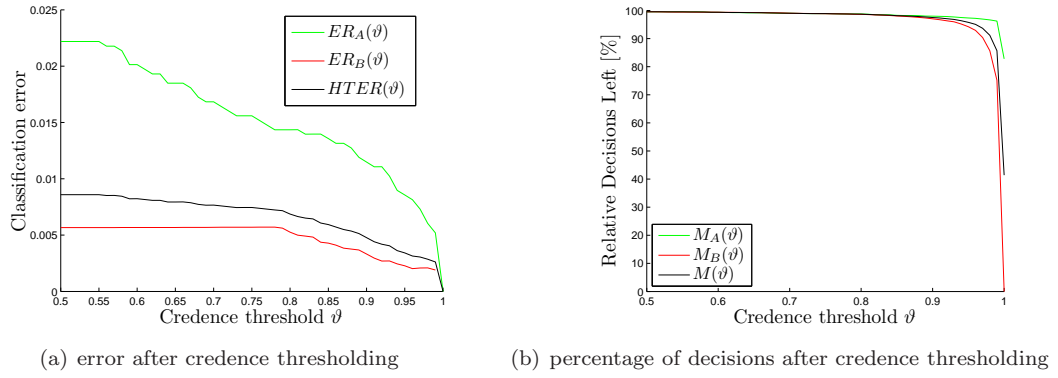 0.025
0.02
0.015
0.01
0.005
0
Classification error
ER_A(ϑ)
ER_B(ϑ)
HTER(ϑ)
0.5 0.55 0.6 0.65 0.7 0.75 0.8 0.85 0.9 0.95 1
Credence threshold ϑ
(a) error after credence thresholding
100
90
80
70
60
50
40
30
20
10
0
Relative Decisions Left [%]
M_A(ϑ)
M_B(ϑ)
M(ϑ)
0.5 0.6 0.7 0.8 0.9 1
Credence threshold ϑ
(b) percentage of decisions after credence thresholding